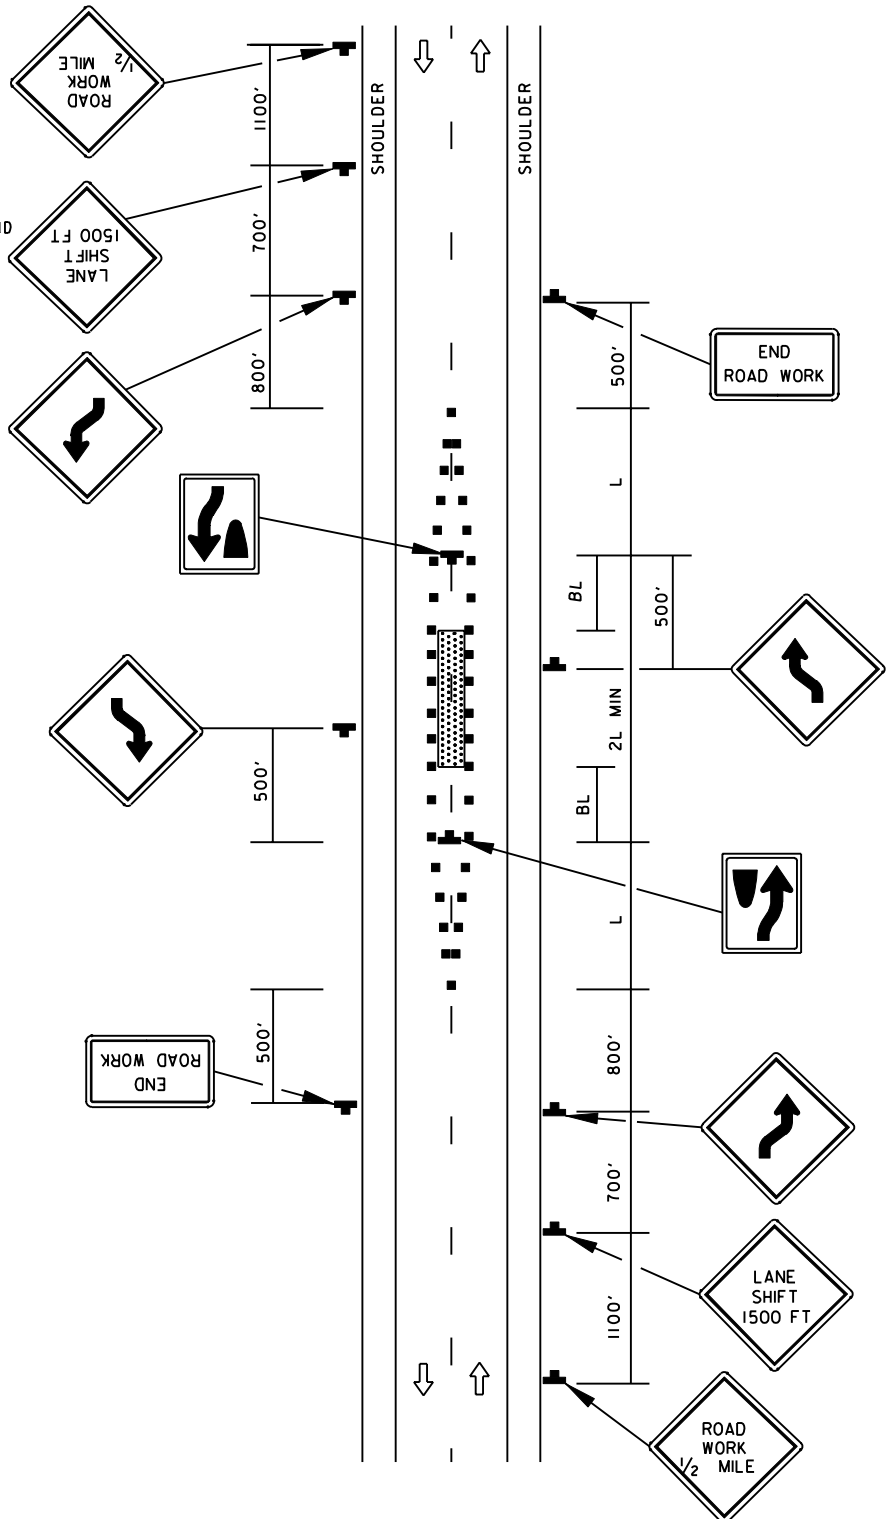 ROAD
WORK
1/2 MILE
1100'
SHOULDER
SHOULDER
LANE
SHIFT
1500 FT
700'
800'
500'
END
ROAD WORK
L
BL
500'
2L MIN
500'
BL
L
500'
END
ROAD WORK
800'
700'
LANE
SHIFT
1500 FT
1100'
ROAD
WORK
1/2 MILE